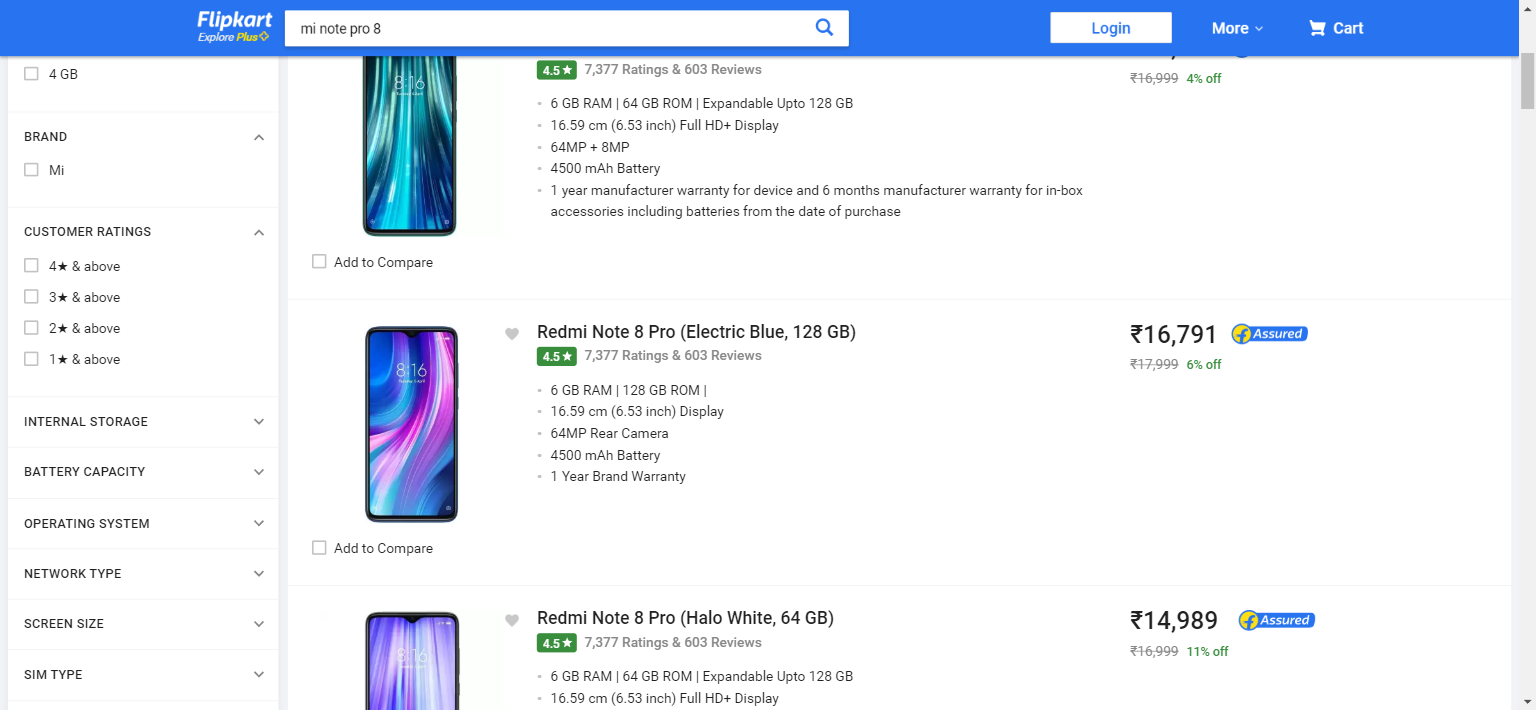 Flipkart
Explore Plus
mi note pro 8
Login
More
Cart
4 GB
BRAND
Mi
CUSTOMER RATINGS
4★ & above
3★ & above
2★ & above
1★ & above
INTERNAL STORAGE
BATTERY CAPACITY
OPERATING SYSTEM
NETWORK TYPE
SCREEN SIZE
SIM TYPE
8:16
4.5★ 7,377 Ratings & 603 Reviews
6 GB RAM | 64 GB ROM | Expandable Upto 128 GB
16.59 cm (6.53 inch) Full HD+ Display
64MP + 8MP
4500 mAh Battery
1 year manufacturer warranty for device and 6 months manufacturer warranty for in-box
accessories including batteries from the date of purchase
₹16,999 4% off
Add to Compare
8:16
Redmi Note 8 Pro (Electric Blue, 128 GB)
4.5★ 7,377 Ratings & 603 Reviews
6 GB RAM | 128 GB ROM |
16.59 cm (6.53 inch) Display
64MP Rear Camera
4500 mAh Battery
1 Year Brand Warranty
₹16,791 Assured
₹17,999 6% off
Add to Compare
8:16
Redmi Note 8 Pro (Halo White, 64 GB)
4.5★ 7,377 Ratings & 603 Reviews
6 GB RAM | 64 GB ROM | Expandable Upto 128 GB
16.59 cm (6.53 inch) Full HD+ Display
₹14,989 Assured
₹16,999 11% off